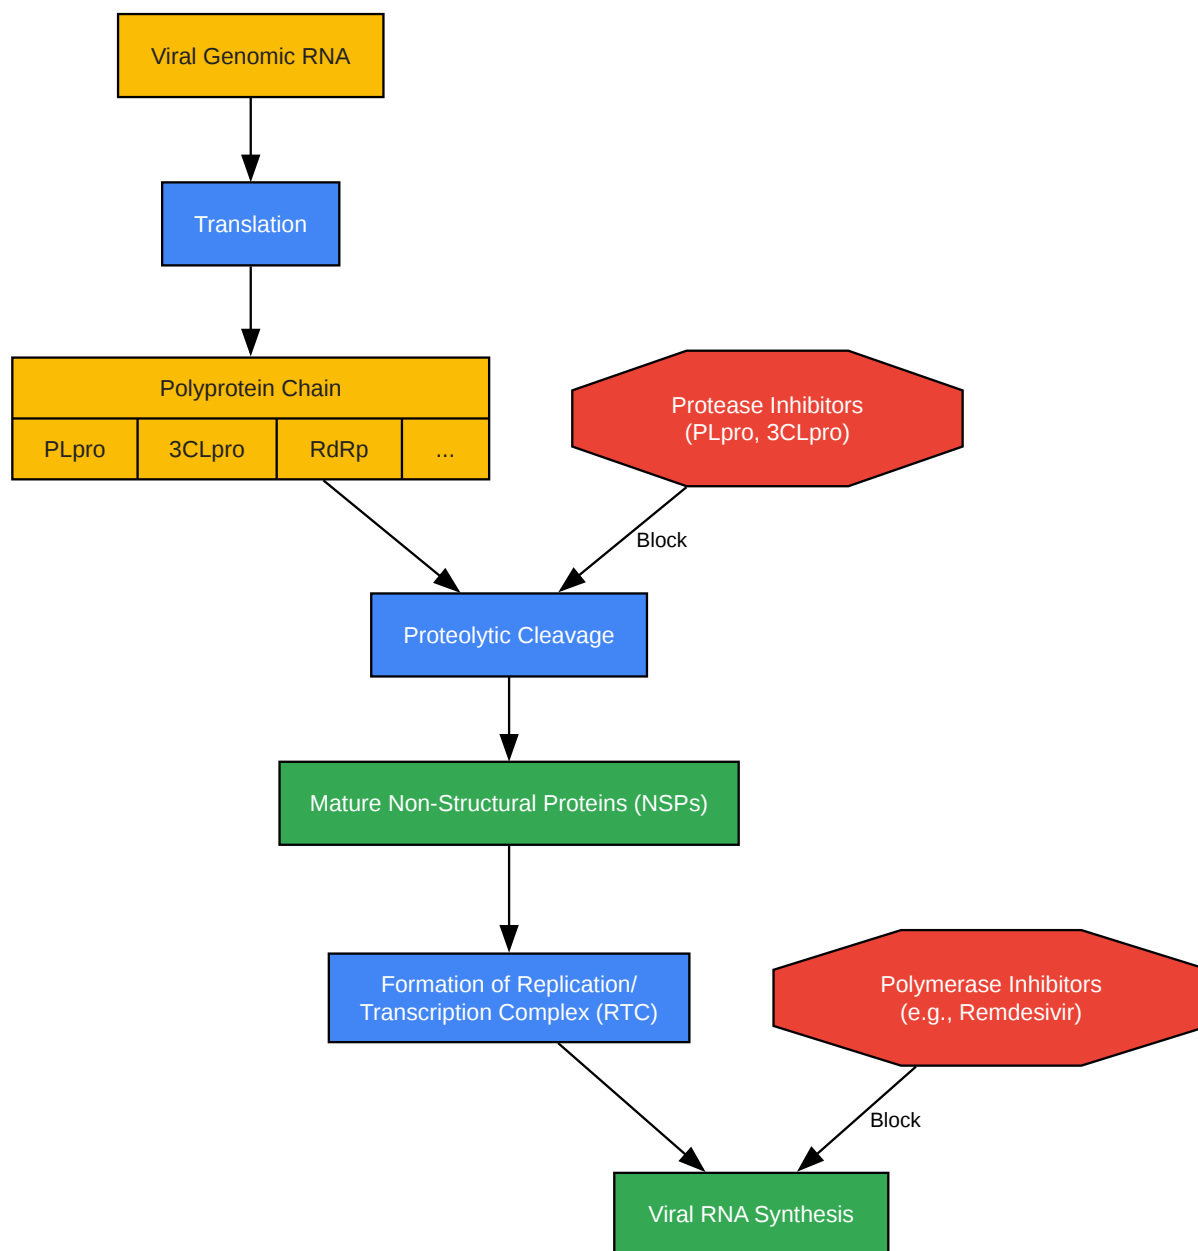 Viral Genomic RNA
Translation
Polyprotein Chain
PLpro
3CLpro
RdRp
...
Protease Inhibitors
(PLpro, 3CLpro)
Block
Proteolytic Cleavage
Mature Non-Structural Proteins (NSPs)
Formation of Replication/
Transcription Complex (RTC)
Polymerase Inhibitors
(e.g., Remdesivir)
Block
Viral RNA Synthesis